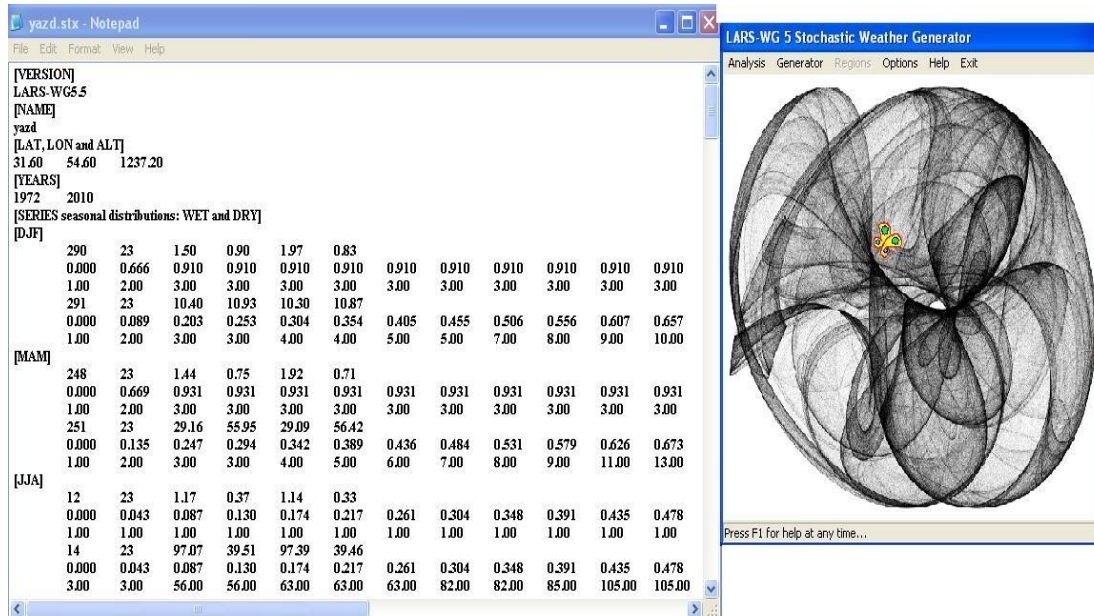 yazd.stx - Notepad
File Edit Format View Help
[VERSION]
LARS-WG5.5
[NAME]
yazd
[LAT, LON and ALT]
31.60 54.60 1237.20
[YEARS]
1972 2010
[SERIES seasonal distributions: WET and DRY]
[DJF]
290 23 1.50 0.90 1.97 0.83
0.000 0.666 0.910 0.910 0.910 0.910 0.910 0.910 0.910 0.910 0.910 0.910
1.00 2.00 3.00 3.00 3.00 3.00 3.00 3.00 3.00 3.00 3.00 3.00
291 23 10.40 10.93 10.30 10.87
0.000 0.089 0.203 0.253 0.304 0.354 0.405 0.455 0.506 0.556 0.607 0.657
1.00 2.00 3.00 3.00 4.00 4.00 5.00 5.00 7.00 8.00 9.00 10.00
[MAM]
248 23 1.44 0.75 1.92 0.71
0.000 0.669 0.931 0.931 0.931 0.931 0.931 0.931 0.931 0.931 0.931 0.931
1.00 2.00 3.00 3.00 3.00 3.00 3.00 3.00 3.00 3.00 3.00 3.00
251 23 29.16 55.95 29.09 56.42
0.000 0.135 0.247 0.294 0.342 0.389 0.436 0.484 0.531 0.579 0.626 0.673
1.00 2.00 3.00 3.00 4.00 5.00 6.00 7.00 8.00 9.00 11.00 13.00
[JJA]
12 23 1.17 0.37 1.14 0.33
0.000 0.043 0.087 0.130 0.174 0.217 0.261 0.304 0.348 0.391 0.435 0.478
1.00 1.00 1.00 1.00 1.00 1.00 1.00 1.00 1.00 1.00 1.00 1.00
14 23 97.07 39.51 97.39 39.46
0.000 0.043 0.087 0.130 0.174 0.217 0.261 0.304 0.348 0.391 0.435 0.478
3.00 3.00 56.00 56.00 63.00 63.00 63.00 82.00 82.00 85.00 105.00 105.00
LARS-WG 5 Stochastic Weather Generator
Analysis Generator Regions Options Help Exit
Press F1 for help at any time...